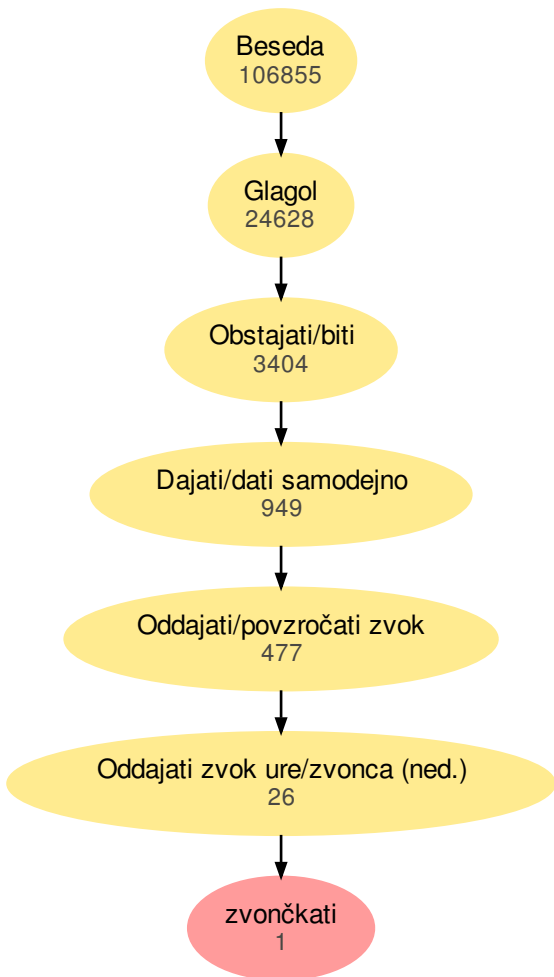 Beseda
106855
Glagol
24628
Obstajati/biti
3404
Dajati/dati samodejno
949
Oddajati/povzročati zvok
477
Oddajati zvok ure/zvonca (ned.)
26
zvončkati
1